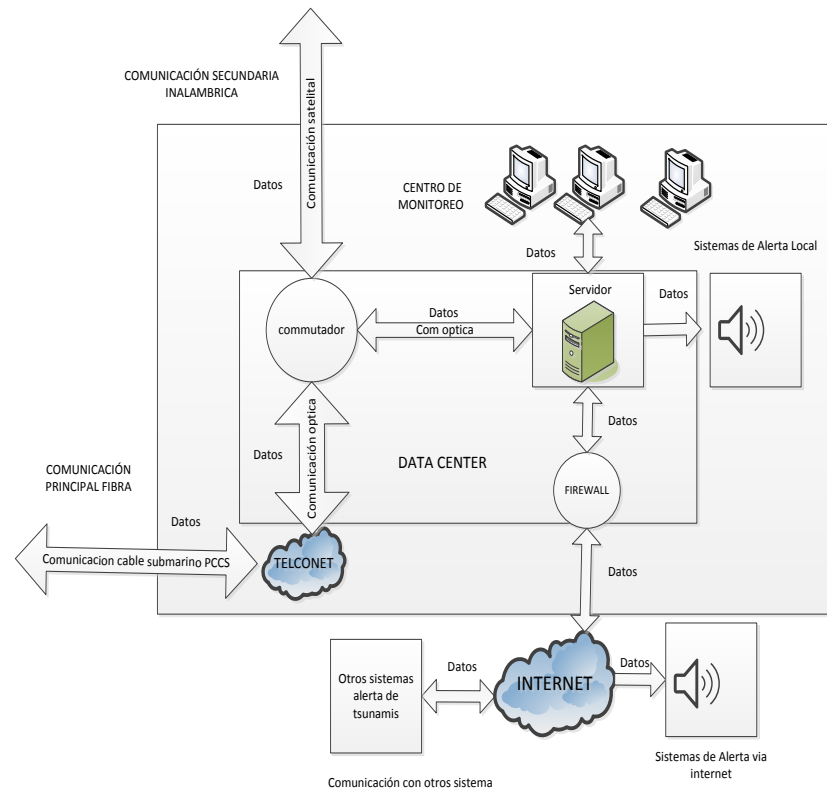 COMUNICACIÓN SECUNDARIA
INALAMBRICA
Comunicación satelital
Datos
CENTRO DE
MONITOREO
Datos
Sistemas de Alerta Local
Servidor
Datos
Datos
commutador
Com optica
Datos
Comunicación optica
Datos
DATA CENTER
FIREWALL
COMUNICACIÓN
PRINCIPAL FIBRA
Datos
Comunicacion cable submarino PCCS
TELCONET
Datos
Otros sistemas
alerta de
tsunamis
Datos
INTERNET
Datos
Sistemas de Alerta via
internet
Comunicación con otros sistema